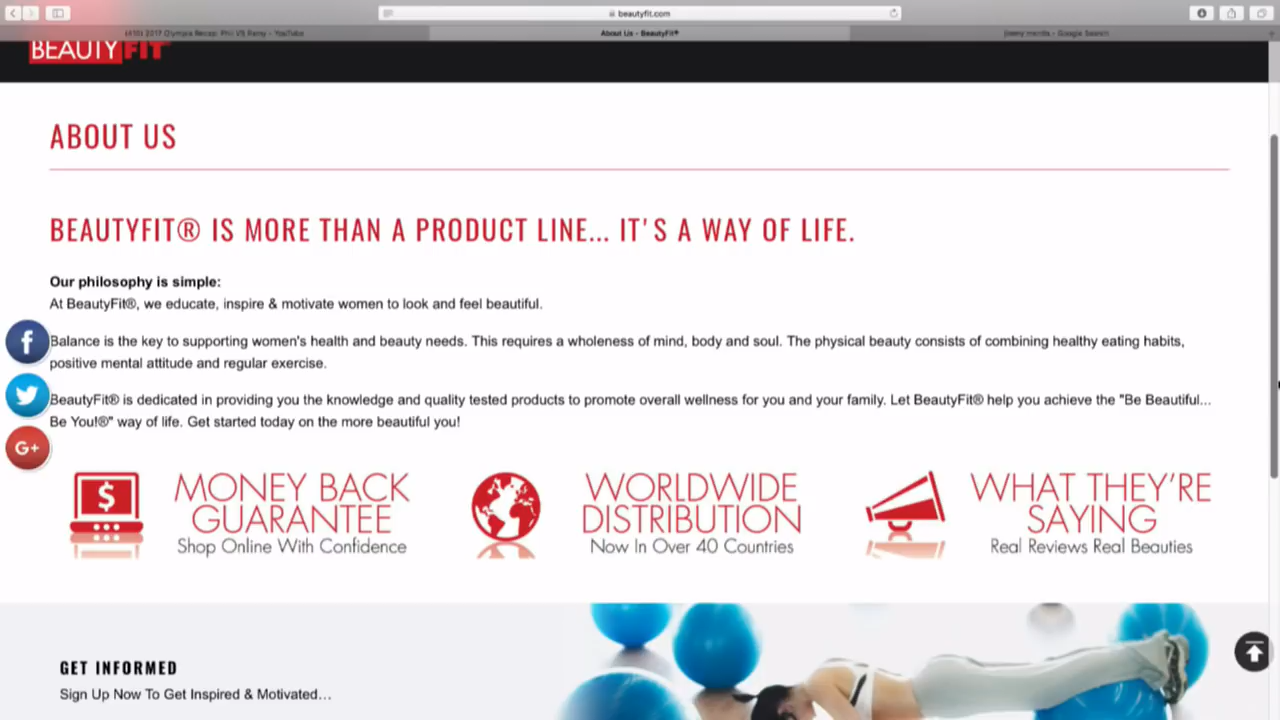 beautyfit.com
(410) 2017 Olympia Recap: Phil VS Ramy - YouTube
About Us - BeautyFit®
- Google Search
BEAUTYFIT
ABOUT US
BEAUTYFIT® IS MORE THAN A PRODUCT LINE... IT'S A WAY OF LIFE.
Our philosophy is simple:
At BeautyFit®, we educate, inspire & motivate women to look and feel beautiful.
Balance is the key to supporting women's health and beauty needs. This requires a wholeness of mind, body and soul. The physical beauty consists of combining healthy eating habits,
positive mental attitude and regular exercise.
BeautyFit® is dedicated in providing you the knowledge and quality tested products to promote overall wellness for you and your family. Let BeautyFit® help you achieve the "Be Beautiful...
Be You!®" way of life. Get started today on the more beautiful you!
f
G+
$
MONEY BACK
GUARANTEE
Shop Online With Confidence
WORLDWIDE
DISTRIBUTION
Now In Over 40 Countries
WHAT THEY'RE
SAYING
Real Reviews Real Beauties
GET INFORMED
Sign Up Now To Get Inspired & Motivated...